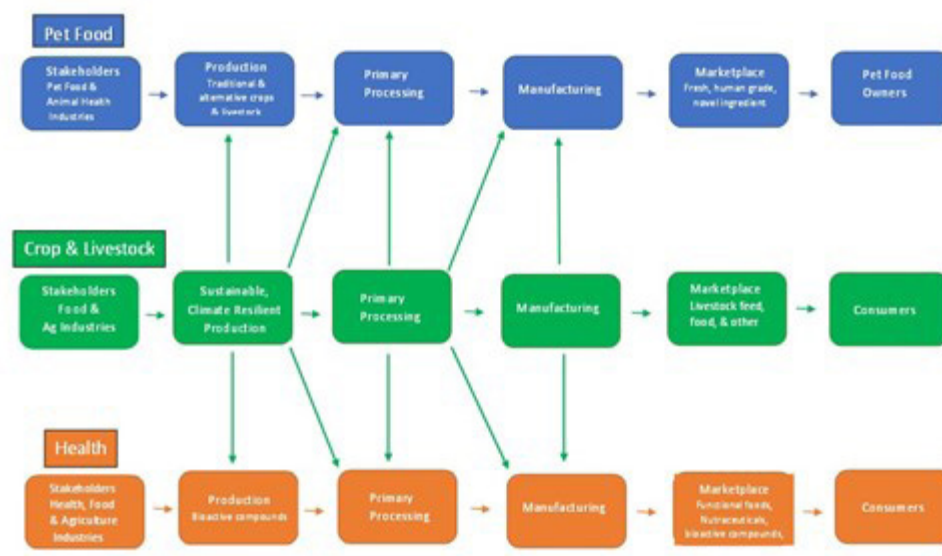 Pet Food
Stakeholders
Pet Food &
Animal Health
Industries
Production
Traditional &
alternative crops
& livestock
Primary
Processing
Manufacturing
Marketplace
Fresh, human grade,
novel ingredient
Pet Food
Owners
Crop & Livestock
Stakeholders
Food &
Ag Industries
Sustainable,
Climate Resilient
Production
Primary
Processing
Manufacturing
Marketplace
Livestock feed,
food, & other
Consumers
Health
Stakeholders
Health, Food
& Agriculture
Industries
Production
Bioactive compounds
Primary
Processing
Manufacturing
Marketplace
Functional foods,
Nutraceuticals,
bioactive compounds,
Consumers